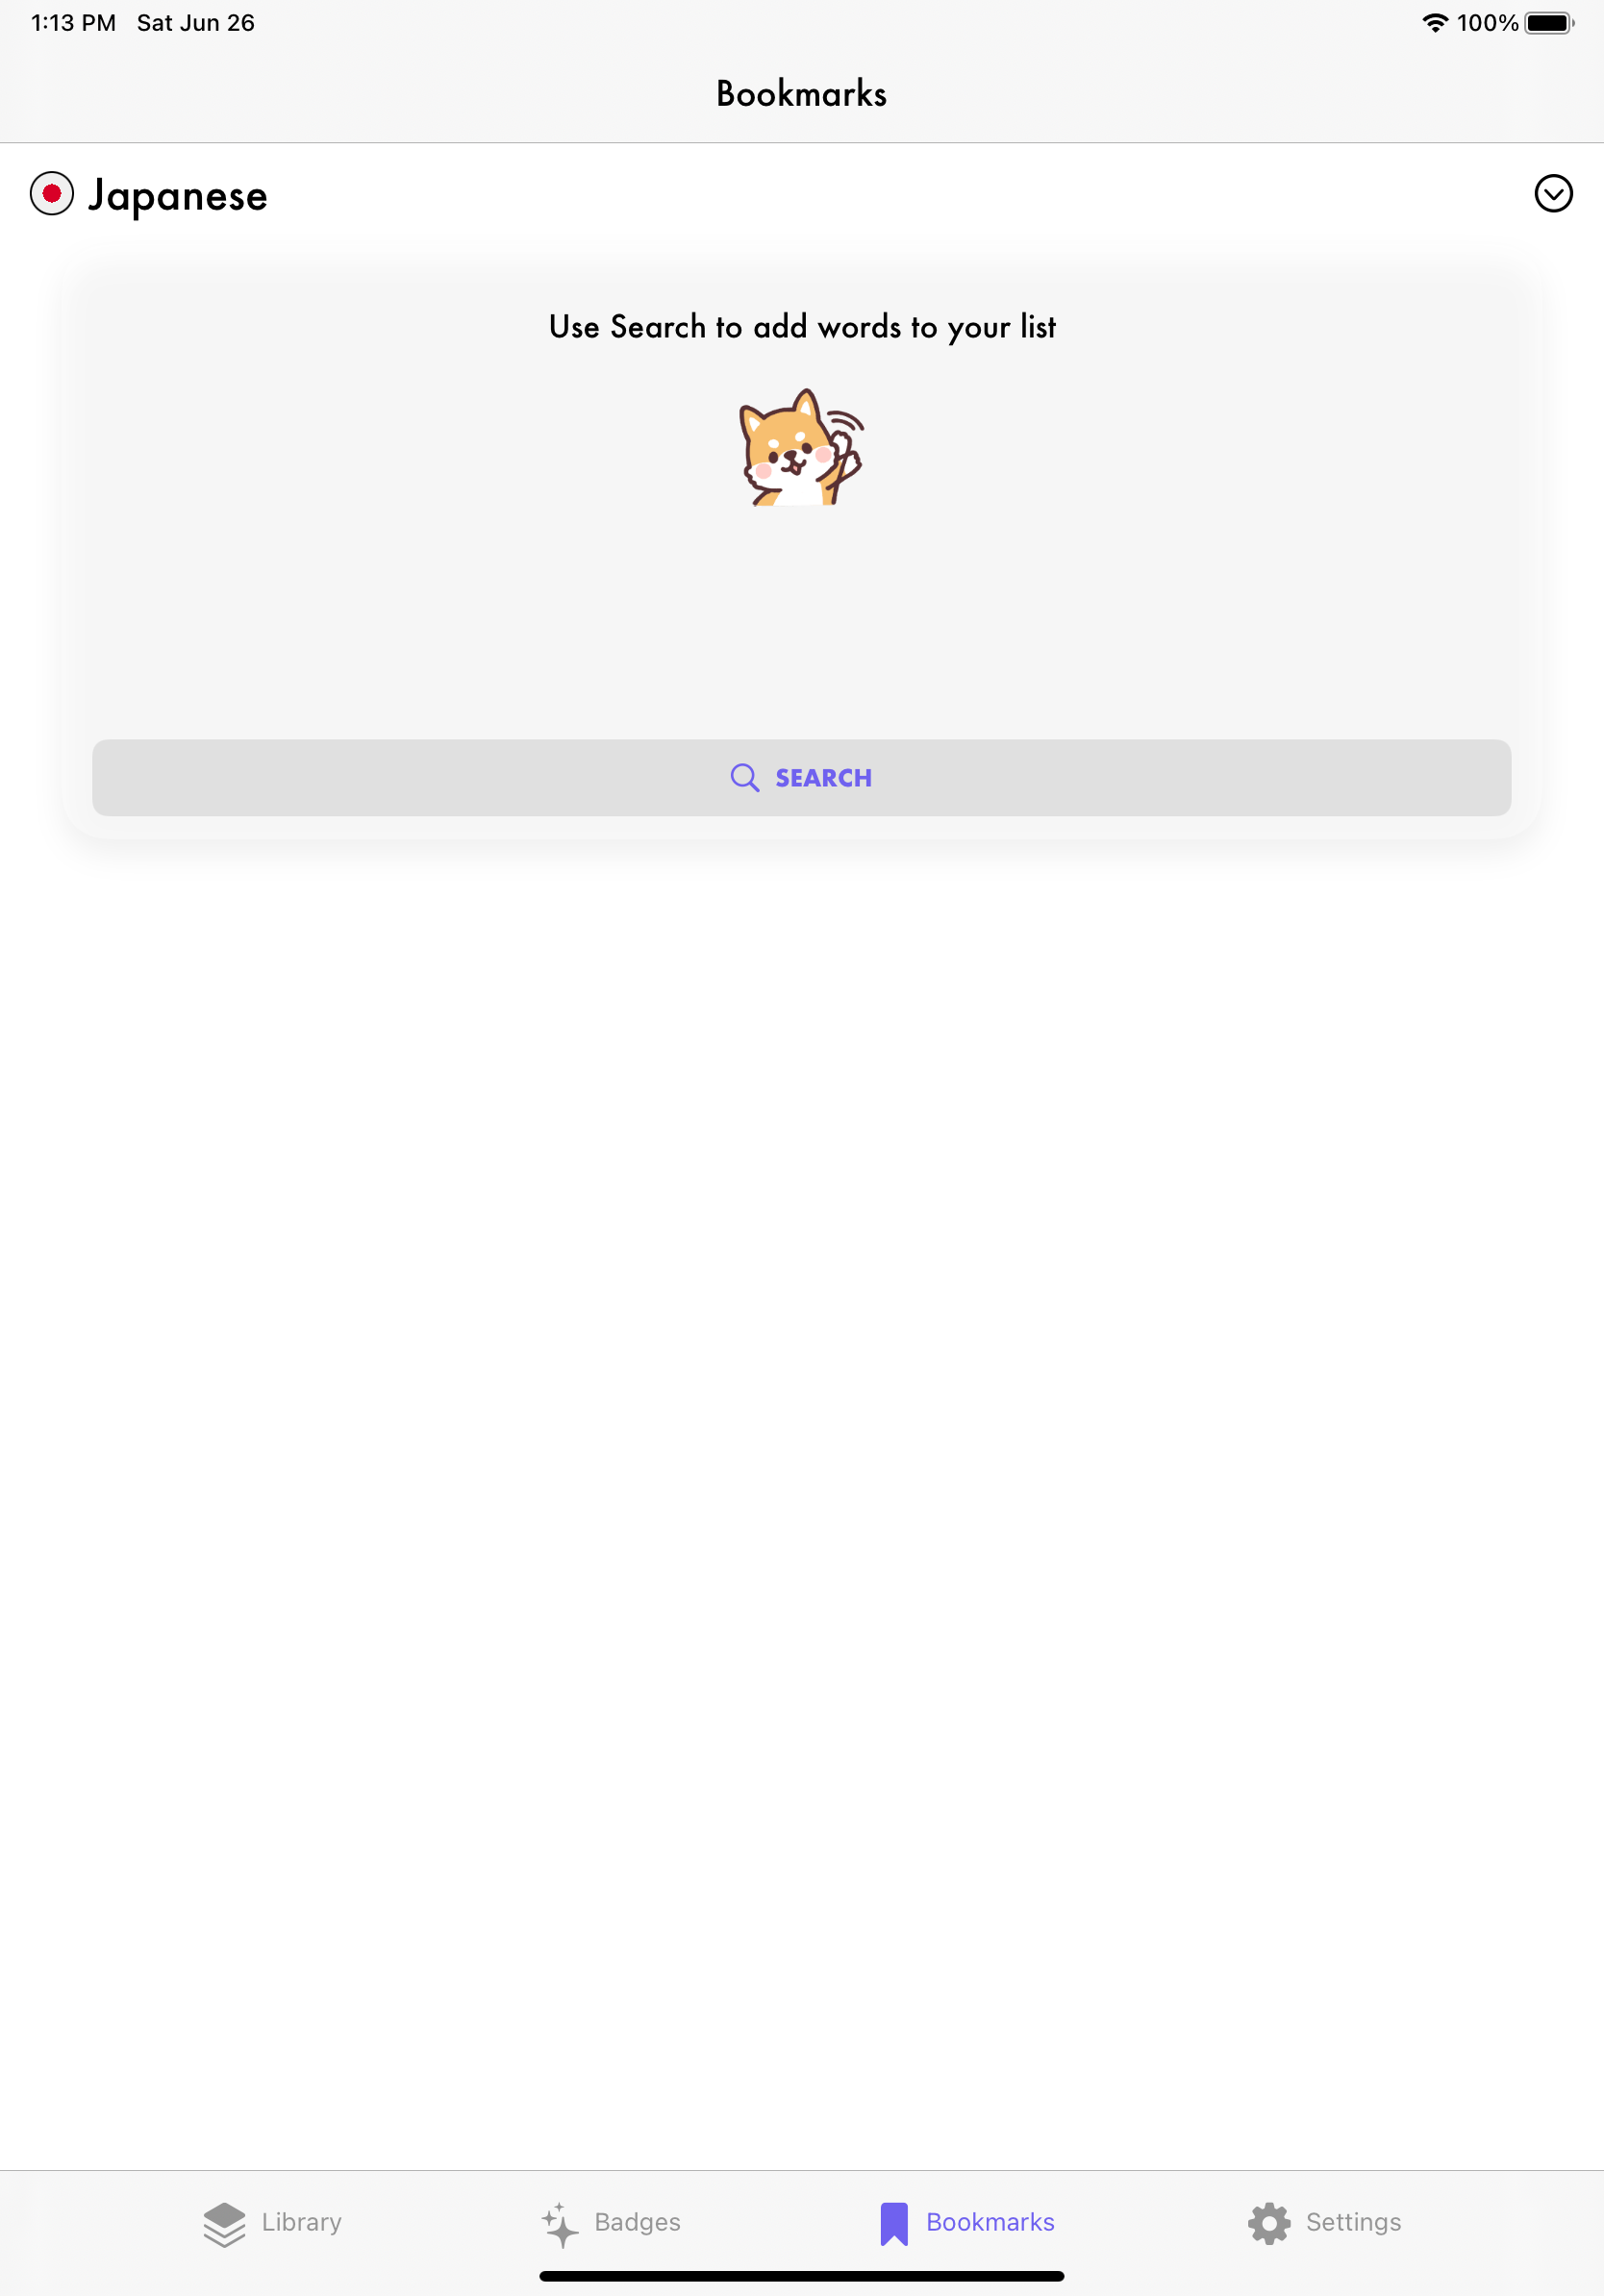 1:13 PM Sat Jun 26 100%
Bookmarks
Japanese
Use Search to add words to your list
SEARCH
Library Badges Bookmarks Settings